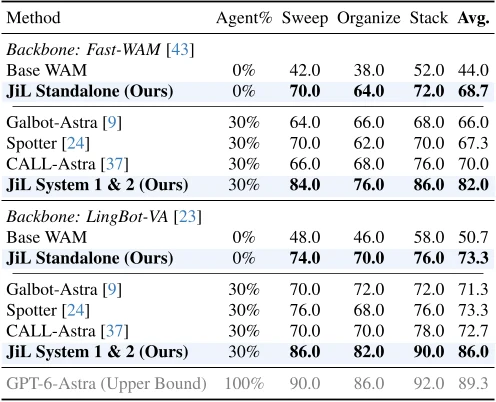 Method Agent% Sweep Organize Stack Avg.
Backbone: Fast-WAM [43]
Base WAM 0% 42.0 38.0 52.0 44.0
JiL Standalone (Ours) 0% 70.0 64.0 72.0 68.7
Galbot-Astra [9] 30% 64.0 66.0 68.0 66.0
Spotter [24] 30% 70.0 62.0 70.0 67.3
CALL-Astra [37] 30% 66.0 68.0 76.0 70.0
JiL System 1 & 2 (Ours) 30% 84.0 76.0 86.0 82.0
Backbone: LingBot-VA [23]
Base WAM 0% 48.0 46.0 58.0 50.7
JiL Standalone (Ours) 0% 74.0 70.0 76.0 73.3
Galbot-Astra [9] 30% 70.0 72.0 72.0 71.3
Spotter [24] 30% 76.0 68.0 76.0 73.3
CALL-Astra [37] 30% 70.0 70.0 78.0 72.7
JiL System 1 & 2 (Ours) 30% 86.0 82.0 90.0 86.0
GPT-6-Astra (Upper Bound) 100% 90.0 86.0 92.0 89.3